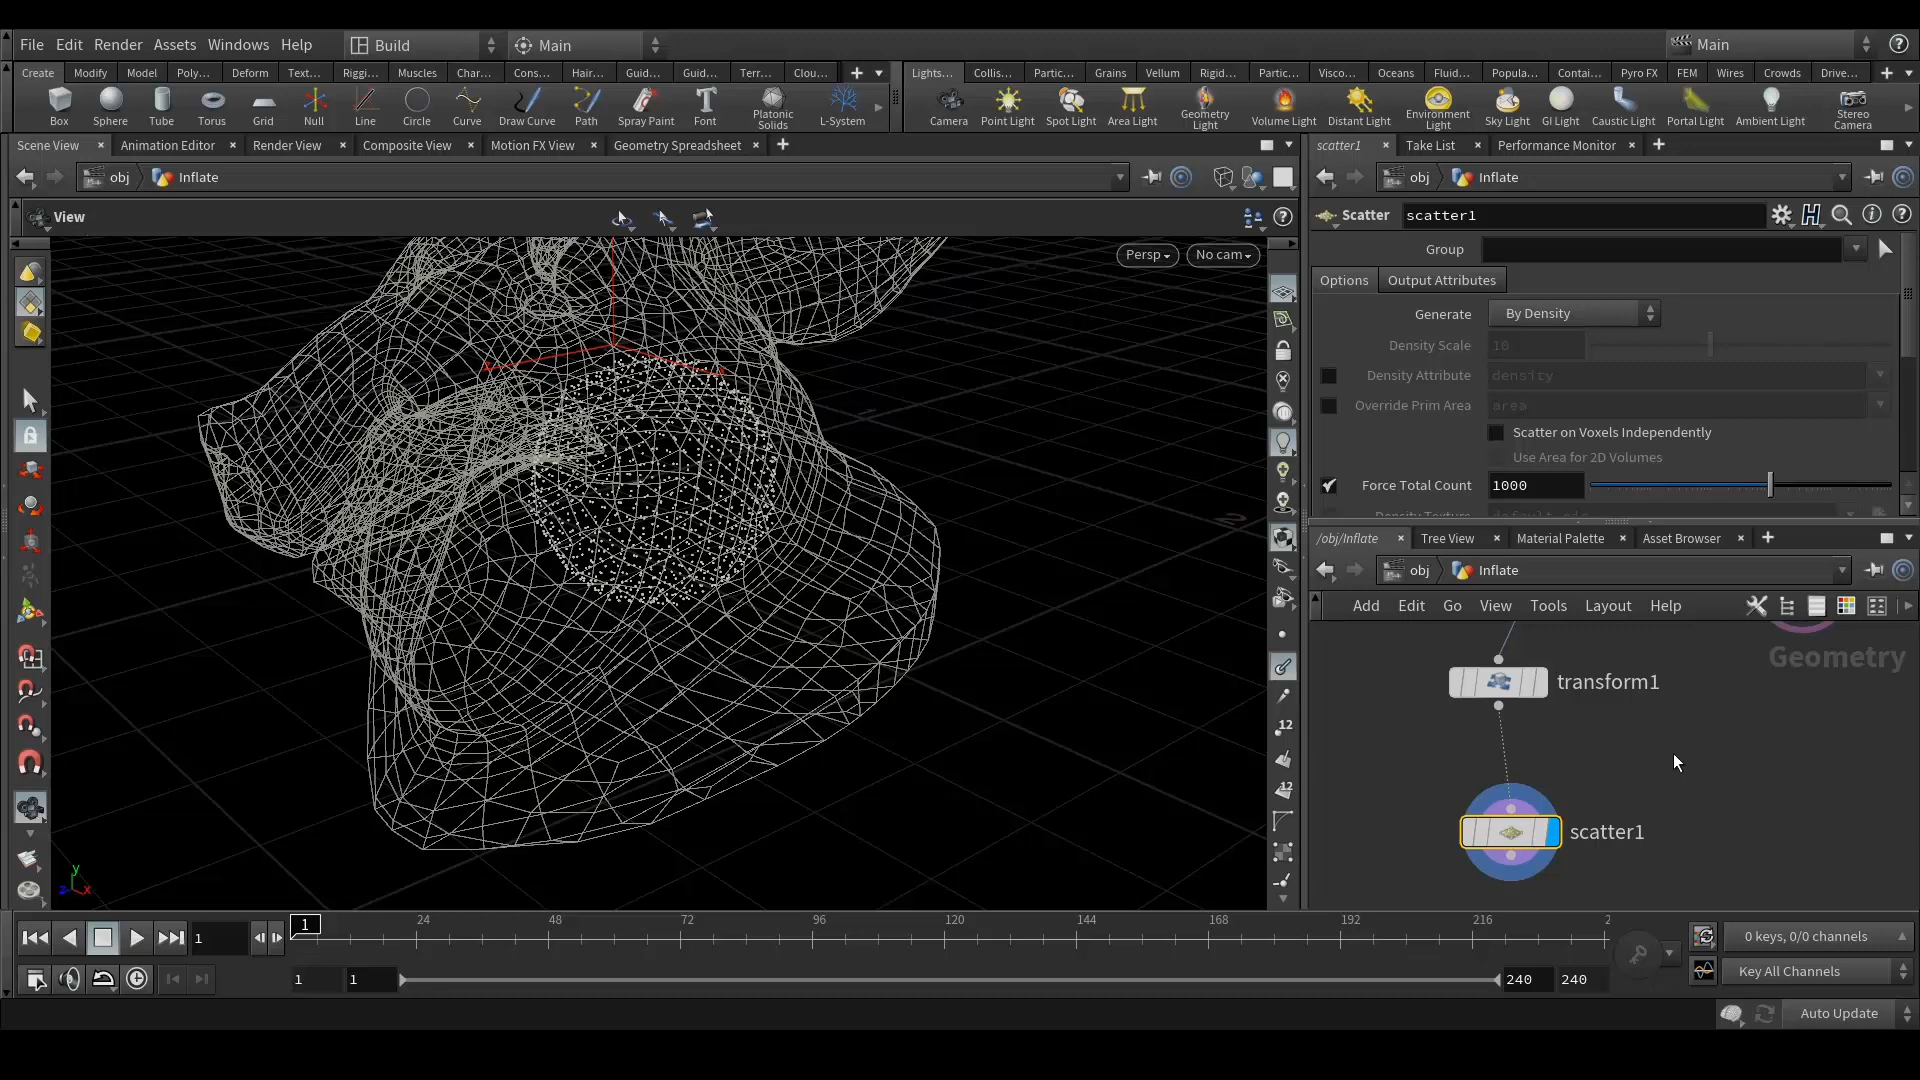 File Edit Render Assets Windows Help Build Main Main
Create Modify Model Poly... Deform Text... Riggi... Muscles Char... Cons... Hair... Guid... Guid... Terr... Clou... Lights... Collis... Partic... Grains Vellum Rigid... Partic... Visco... Oceans Fluid... Popula... Contai... Pyro FX FEM Wires Crowds Drive...
Box Sphere Tube Torus Grid Null Line Circle Curve Draw Curve Path Spray Paint Font Platonic Solids L-System Camera Point Light Spot Light Area Light Geometry Light Volume Light Distant Light Environment Light Sky Light GI Light Caustic Light Portal Light Ambient Light Stereo Camera
Scene View Animation Editor Render View Composite View Motion FX View Geometry Spreadsheet
obj Inflate
View
Persp No cam
12
12
y
z x
scatter1 Take List Performance Monitor
obj Inflate
Scatter scatter1
Group
Options Output Attributes
Generate By Density
Density Scale 10
Density Attribute density
Override Prim Area area
Scatter on Voxels Independently
Use Area for 2D Volumes
Force Total Count 1000
/obj/Inflate Tree View Material Palette Asset Browser
obj Inflate
Add Edit Go View Tools Layout Help
Geometry
transform1
scatter1
1 1 24 48 72 96 120 144 168 192 216 2
0 keys, 0/0 channels
1 1 240 240 Key All Channels
Auto Update